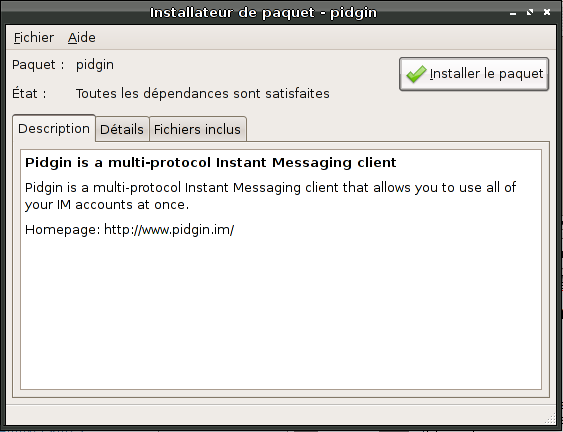 Installateur de paquet - pidgin
Fichier Aide
Paquet : pidgin
Installer le paquet
État : Toutes les dépendances sont satisfaites
Description Détails Fichiers inclus
Pidgin is a multi-protocol Instant Messaging client
Pidgin is a multi-protocol Instant Messaging client that allows you to use all of
your IM accounts at once.
Homepage: http://www.pidgin.im/